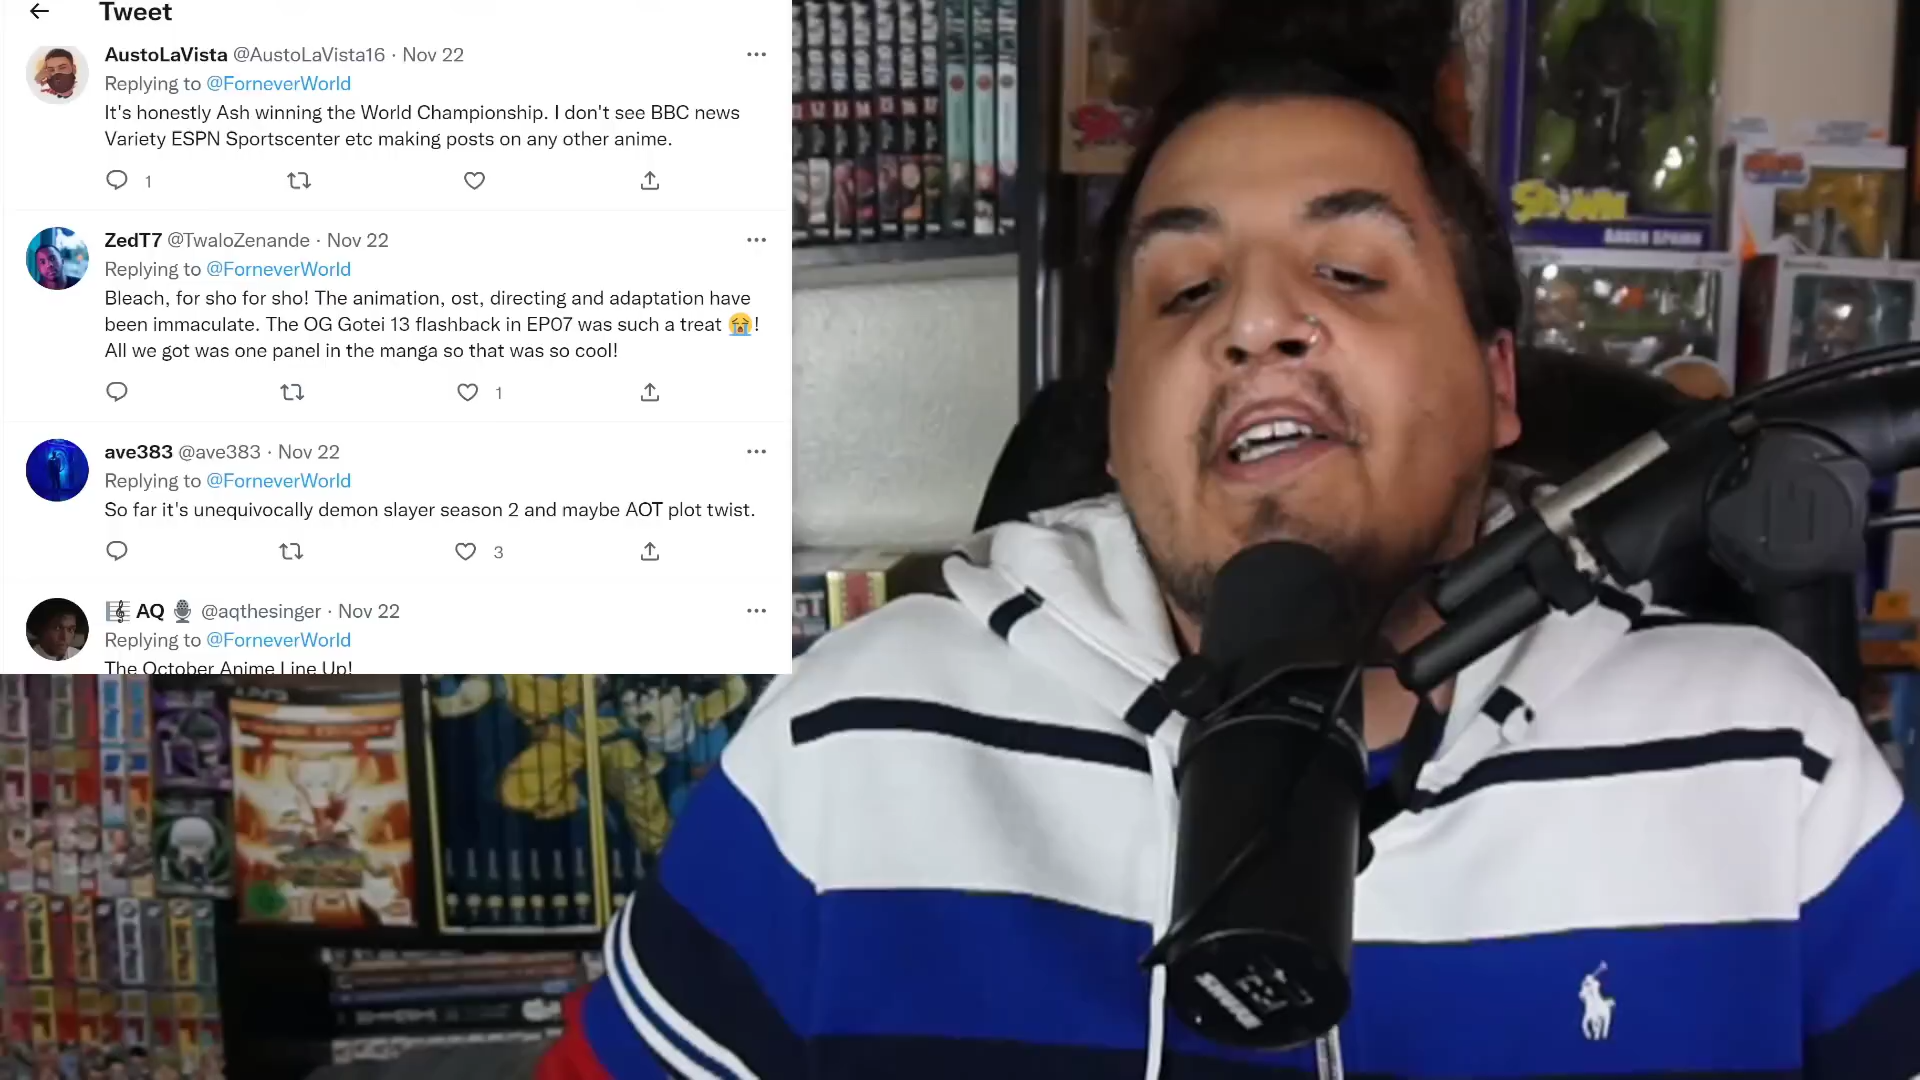 Tweet
AustoLaVista @AustoLaVista16 · Nov 22
Replying to @ForneverWorld
It's honestly Ash winning the World Championship. I don't see BBC news
Variety ESPN Sportscenter etc making posts on any other anime.
1
ZedT7 @TwaloZenande · Nov 22
Replying to @ForneverWorld
Bleach, for sho for sho! The animation, ost, directing and adaptation have
been immaculate. The OG Gotei 13 flashback in EP07 was such a treat 😭!
All we got was one panel in the manga so that was so cool!
1
ave383 @ave383 · Nov 22
Replying to @ForneverWorld
So far it's unequivocally demon slayer season 2 and maybe AOT plot twist.
3
🎼 AQ 🎙 @aqthesinger · Nov 22
Replying to @ForneverWorld
The October Anime Line Up!
SPAWN